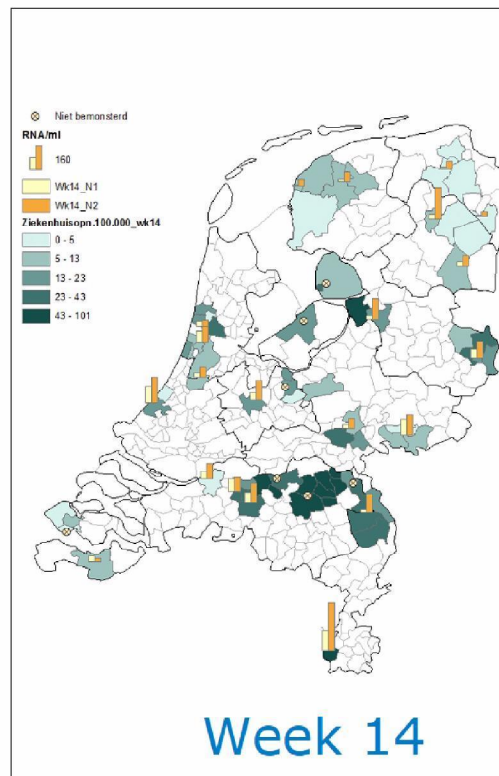 Niet bemonsterd
RNA/ml
160
Wk14_N1
Wk14_N2
Ziekenhuisopn.100.000_wk14
0 - 5
5 - 13
13 - 23
23 - 43
43 - 101
Week 14